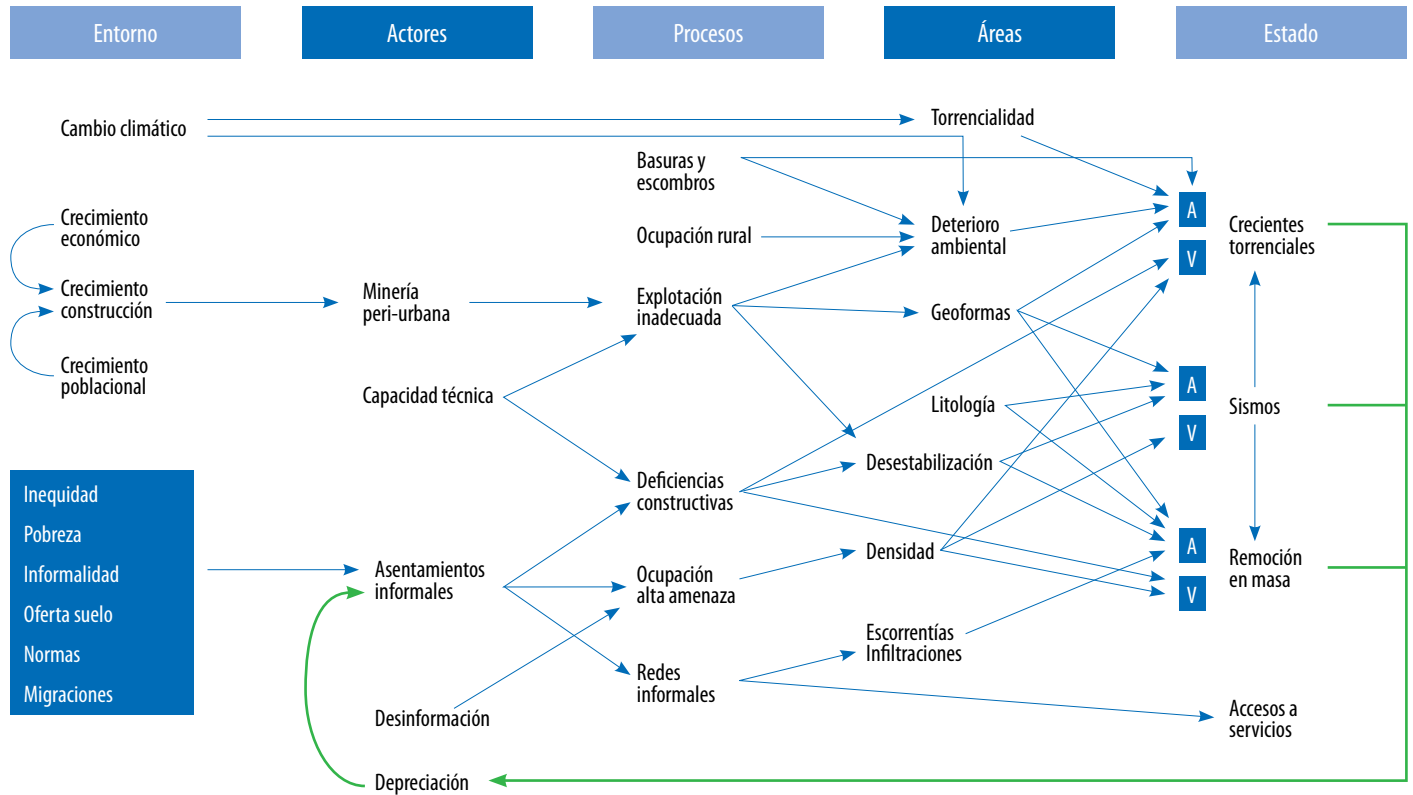 Entorno
Actores
Procesos
Áreas
Estado
Cambio climático
Torrencialidad
Basuras y
escombros
A
Crecimiento
económico
Ocupación rural
Deterioro
ambiental
Crecientes
torrenciales
V
Crecimiento
construcción
Minería
peri-urbana
Explotación
inadecuada
Geoformas
Crecimiento
poblacional
Capacidad técnica
A
Litología
Sismos
V
Desestabilización
Inequidad
Pobreza
Informalidad
Oferta suelo
Normas
Migraciones
Deficiencias
constructivas
A
Densidad
Remoción
en masa
Asentamientos
informales
Ocupación
alta amenaza
V
Escorrentías
Infiltraciones
Redes
informales
Desinformación
Accesos a
servicios
Depreciación